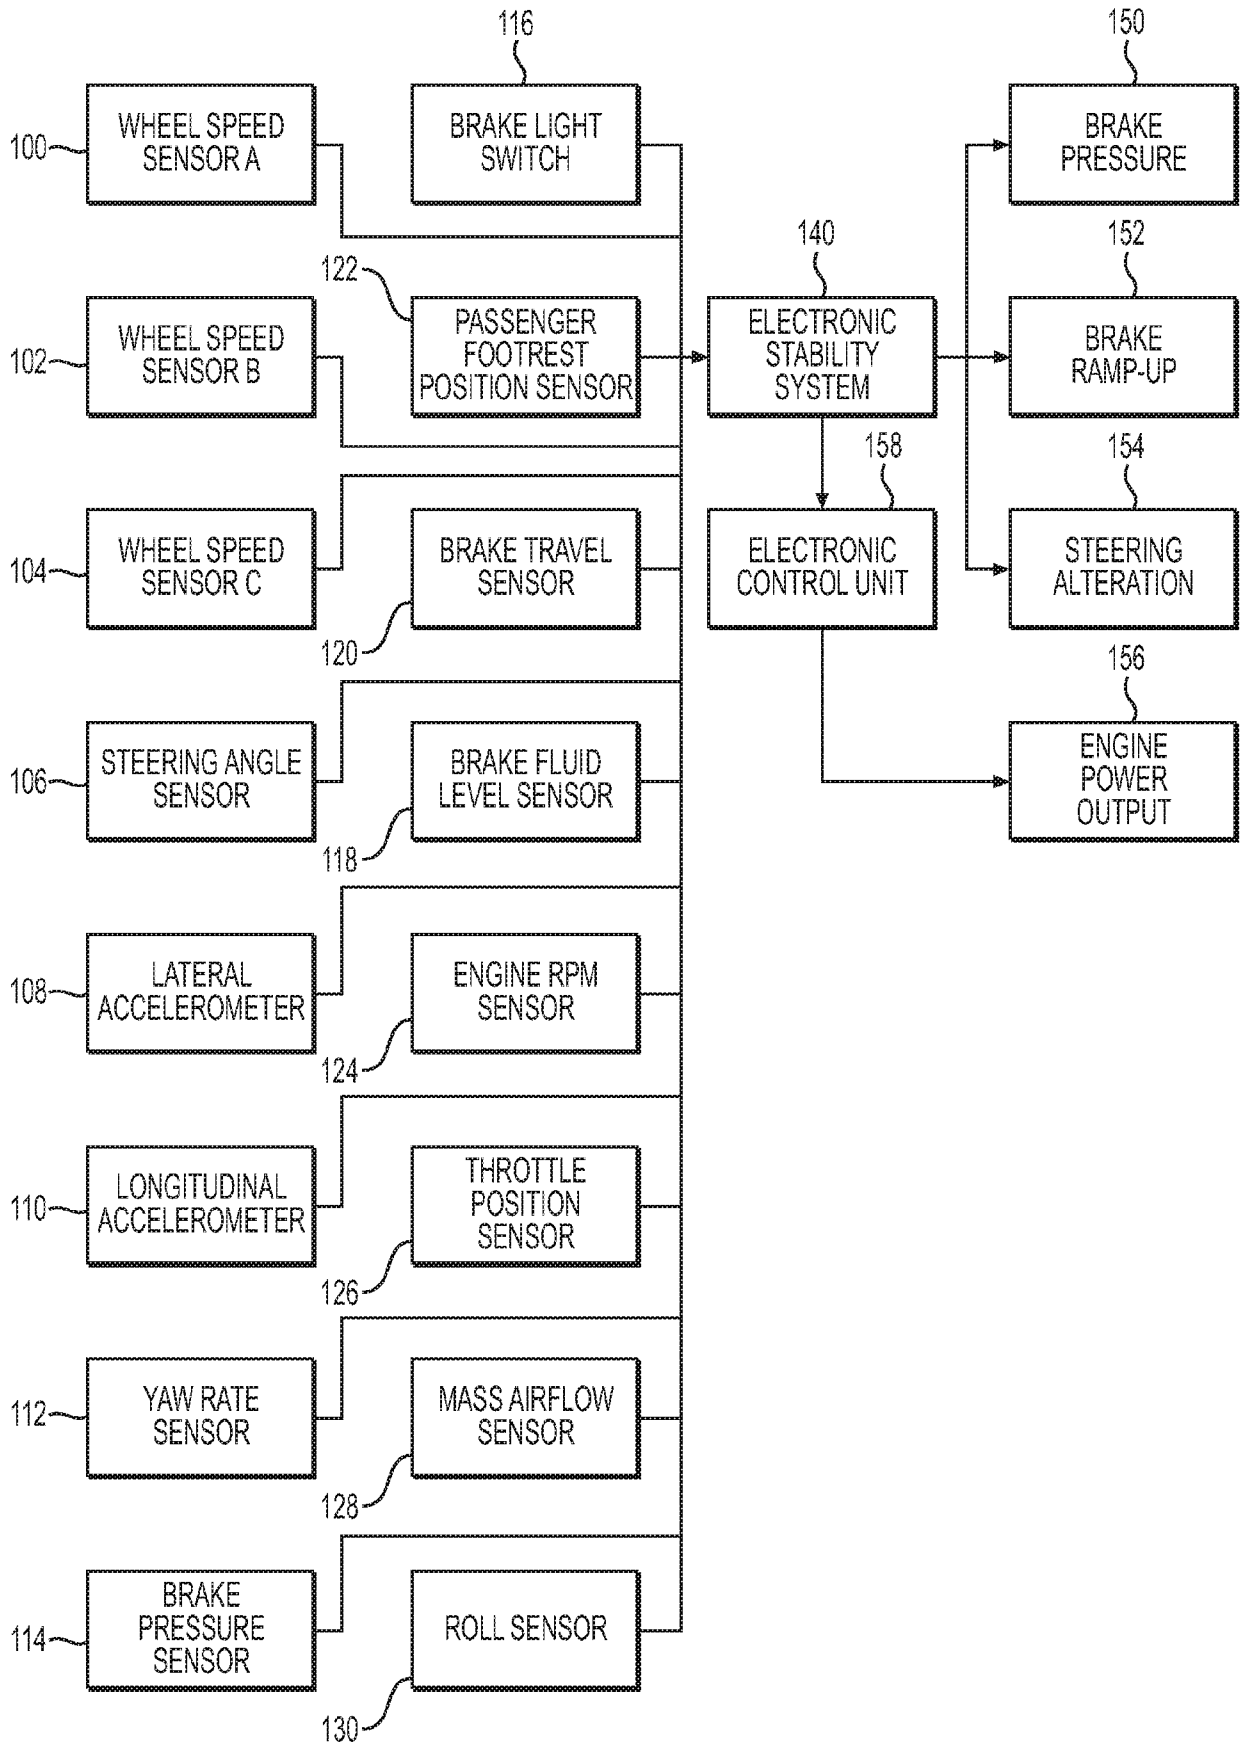 116
150
100
WHEEL SPEED
SENSOR A
BRAKE LIGHT
SWITCH
BRAKE
PRESSURE
122
140
152
102
WHEEL SPEED
SENSOR B
PASSENGER
FOOTREST
POSITION SENSOR
ELECTRONIC
STABILITY
SYSTEM
BRAKE
RAMP-UP
158
154
104
WHEEL SPEED
SENSOR C
BRAKE TRAVEL
SENSOR
ELECTRONIC
CONTROL UNIT
STEERING
ALTERATION
120
156
106
STEERING ANGLE
SENSOR
BRAKE FLUID
LEVEL SENSOR
ENGINE
POWER
OUTPUT
118
108
LATERAL
ACCELEROMETER
ENGINE RPM
SENSOR
124
110
LONGITUDINAL
ACCELEROMETER
THROTTLE
POSITION
SENSOR
126
112
YAW RATE
SENSOR
MASS AIRFLOW
SENSOR
128
114
BRAKE
PRESSURE
SENSOR
ROLL SENSOR
130